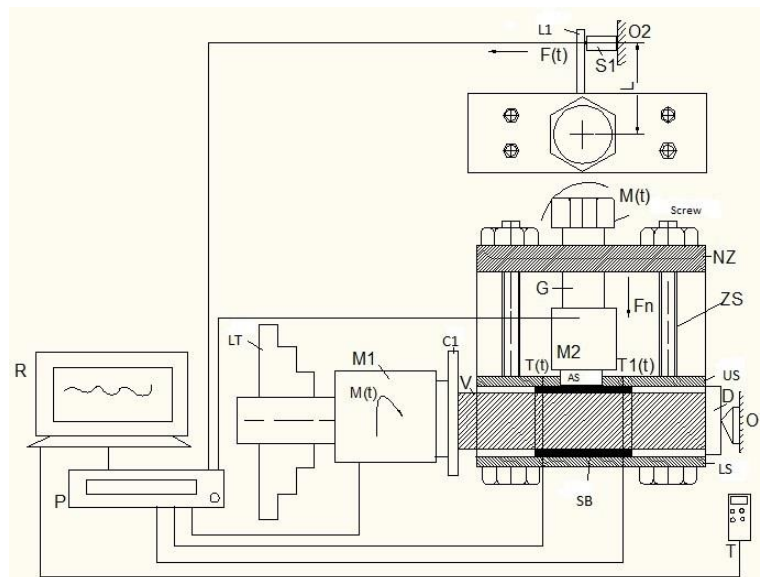 L1
O2
F(t)
S1
L
M(t)
Screw
NZ
G
Fn
ZS
LT
C1
R
M1
M2
T(t)
T1(t)
US
AS
V
D
M(t)
O
P
LS
SB
T